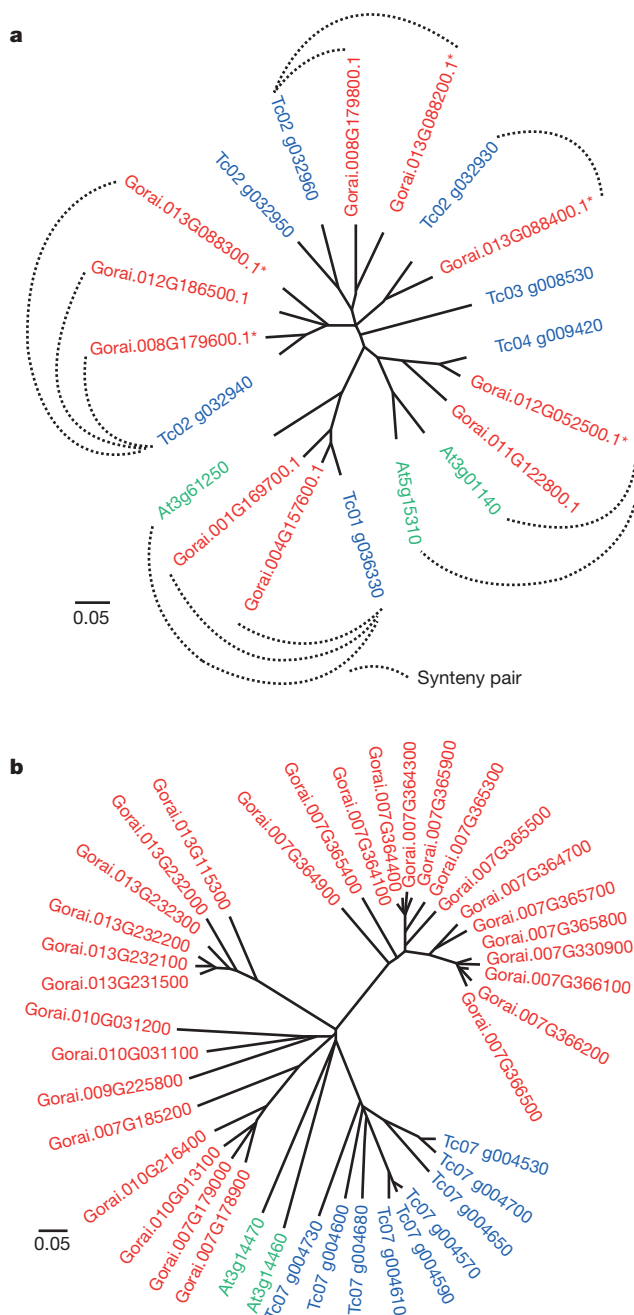 a
Tc02 g032960
Gorai.008G179800.1
Gorai.013G088200.1*
Tc02 g032930
Tc02 g032950
Gorai.013G088300.1*
Gorai.013G088400.1*
Gorai.012G186500.1
Tc03 g008530
Gorai.008G179600.1*
Tc04 g009420
Tc02 g032940
Gorai.012G052500.1*
Gorai.011G122800.1
At3g61250
At3g01140
Gorai.001G169700.1
At5g15310
Gorai.004G157600.1
Tc01 g036330
0.05
Synteny pair
b
Gorai.013G115300
Gorai.013G232000
Gorai.013G232300
Gorai.013G232200
Gorai.013G232100
Gorai.013G231500
Gorai.007G364900
Gorai.007G365400
Gorai.007G364100
Gorai.007G364400
Gorai.007G364300
Gorai.007G365900
Gorai.007G365300
Gorai.007G365500
Gorai.007G364700
Gorai.007G365700
Gorai.007G365800
Gorai.007G330900
Gorai.007G366100
Gorai.007G366200
Gorai.007G366500
Gorai.010G031200
Gorai.010G031100
Gorai.009G225800
Gorai.007G185200
Gorai.010G216400
Gorai.010G013100
Gorai.007G179000
Gorai.007G178900
At3g14470
At3g14460
Tc07 g004730
Tc07 g004600
Tc07 g004680
Tc07 g004610
Tc07 g004590
Tc07 g004570
Tc07 g004650
Tc07 g004700
Tc07 g004530
0.05